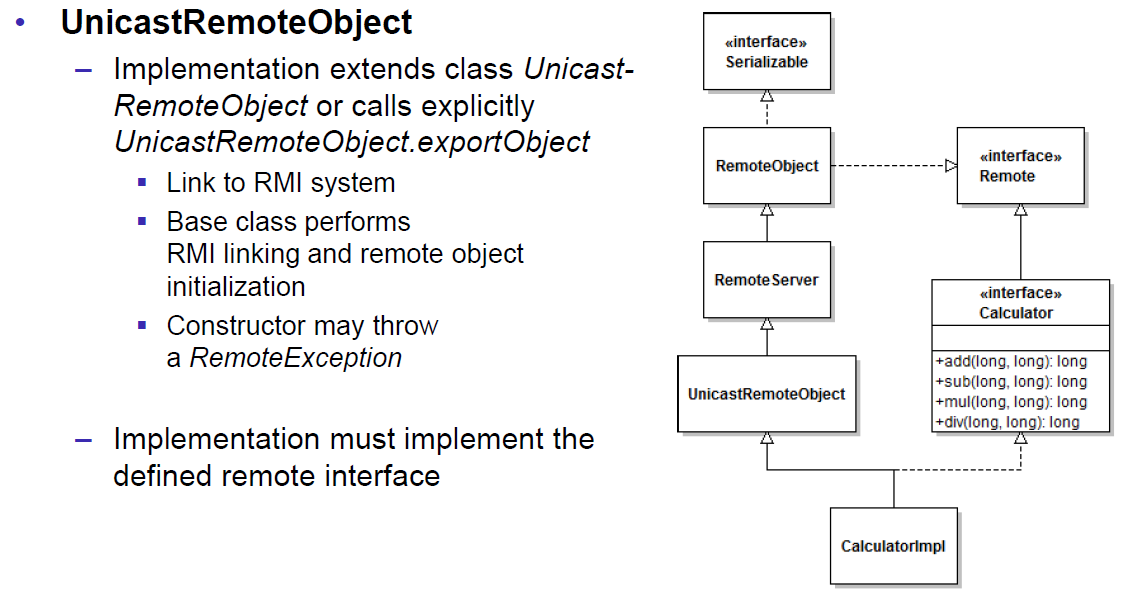 • UnicastRemoteObject
– Implementation extends class Unicast-
RemoteObject or calls explicitly
UnicastRemoteObject.exportObject
▪ Link to RMI system
▪ Base class performs
RMI linking and remote object
initialization
▪ Constructor may throw
a RemoteException
– Implementation must implement the
defined remote interface
«interface»
Serializable
RemoteObject
«interface»
Remote
RemoteServer
«interface»
Calculator
+add(long, long): long
+sub(long, long): long
+mul(long, long): long
+div(long, long): long
UnicastRemoteObject
CalculatorImpl